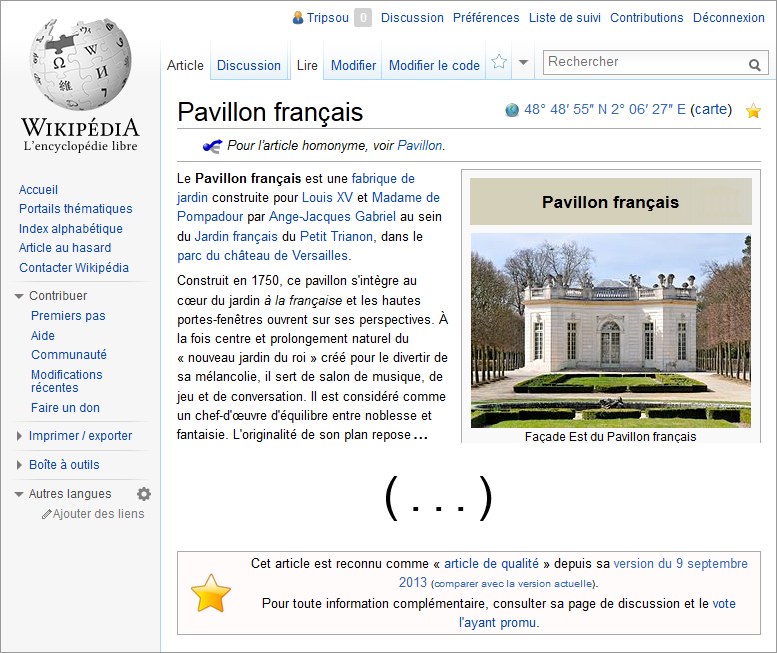 Tripsou 0 Discussion Préférences Liste de suivi Contributions Déconnexion
Article Discussion Lire Modifier Modifier le code Rechercher
WIKIPÉDIA
L'encyclopédie libre
Accueil
Portails thématiques
Index alphabétique
Article au hasard
Contacter Wikipédia
Contribuer
Premiers pas
Aide
Communauté
Modifications
récentes
Faire un don
Imprimer / exporter
Boîte à outils
Autres langues
Ajouter des liens
Pavillon français
48° 48′ 55″ N 2° 06′ 27″ E (carte)
Pour l'article homonyme, voir Pavillon.
Le Pavillon français est une fabrique de
jardin construite pour Louis XV et Madame de
Pompadour par Ange-Jacques Gabriel au sein
du Jardin français du Petit Trianon, dans le
parc du château de Versailles.
Construit en 1750, ce pavillon s'intègre au
cœur du jardin à la française et les hautes
portes-fenêtres ouvrent sur ses perspectives. À
la fois centre et prolongement naturel du
« nouveau jardin du roi » créé pour le divertir de
sa mélancolie, il sert de salon de musique, de
jeu et de conversation. Il est considéré comme
un chef-d'œuvre d'équilibre entre noblesse et
fantaisie. L'originalité de son plan repose ...
Pavillon français
Façade Est du Pavillon français
( . . . )
Cet article est reconnu comme « article de qualité » depuis sa version du 9 septembre
2013 (comparer avec la version actuelle).
Pour toute information complémentaire, consulter sa page de discussion et le vote
l'ayant promu.